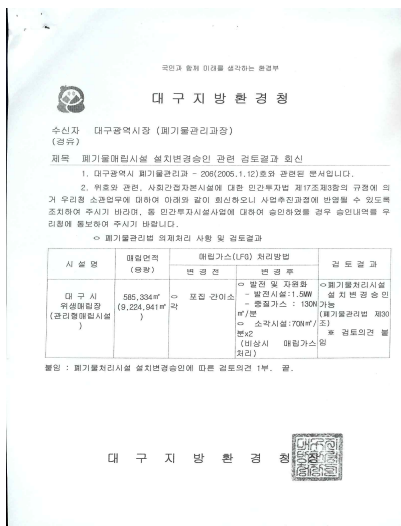 국민과 함께 미래를 생각하는 환경부
대 구 지 방 환 경 청
수신자 대구광역시장 (폐기물관리과장)
(경유)
제목 폐기물매립시설 설치변경승인 관련 검토결과 회신
1. 대구광역시 폐기물관리과 - 206(2005.1.12)호와 관련된 문서입니다.
2. 위호와 관련, 사회간접자본시설에 대한 민간투자법 제17조제3항의 규정에 의
거 우리청 소관업무에 대하여 아래와 같이 회신하오니 사업추진과정에 반영될 수 있도록
조치하여 주시기 바라며, 동 민간투자시설사업에 대하여 승인하였을 경우 승인내역을 우
리청에 통보하여 주시기 바랍니다.
○ 폐기물관리법 의제처리 사항 및 검토결과
시 설 명 매립면적 (용량) 매립가스(LFG) 처리방법 검 토 결 과
변 경 전 변 경 후
대 구 시
위생매립장
(관리형매립시설
)
585,334㎡
(9,224,941㎥
)
○ 포집 간이소
각
○ 발전 및 자원화
- 발전시설:1.5MW
- 중질가스 : 130N
㎥/분
○ 소각시설:70N㎥/
분x2
(비상시 매립가스
처리)
○폐기물처리시설
설치변경승인
가능
(폐기물관리법 제30
조)
※ 검토의견 붙
임
붙임 : 폐기물처리시설 설치변경승인에 따른 검토의견 1부. 끝.
대 구 지 방 환 경 청 장